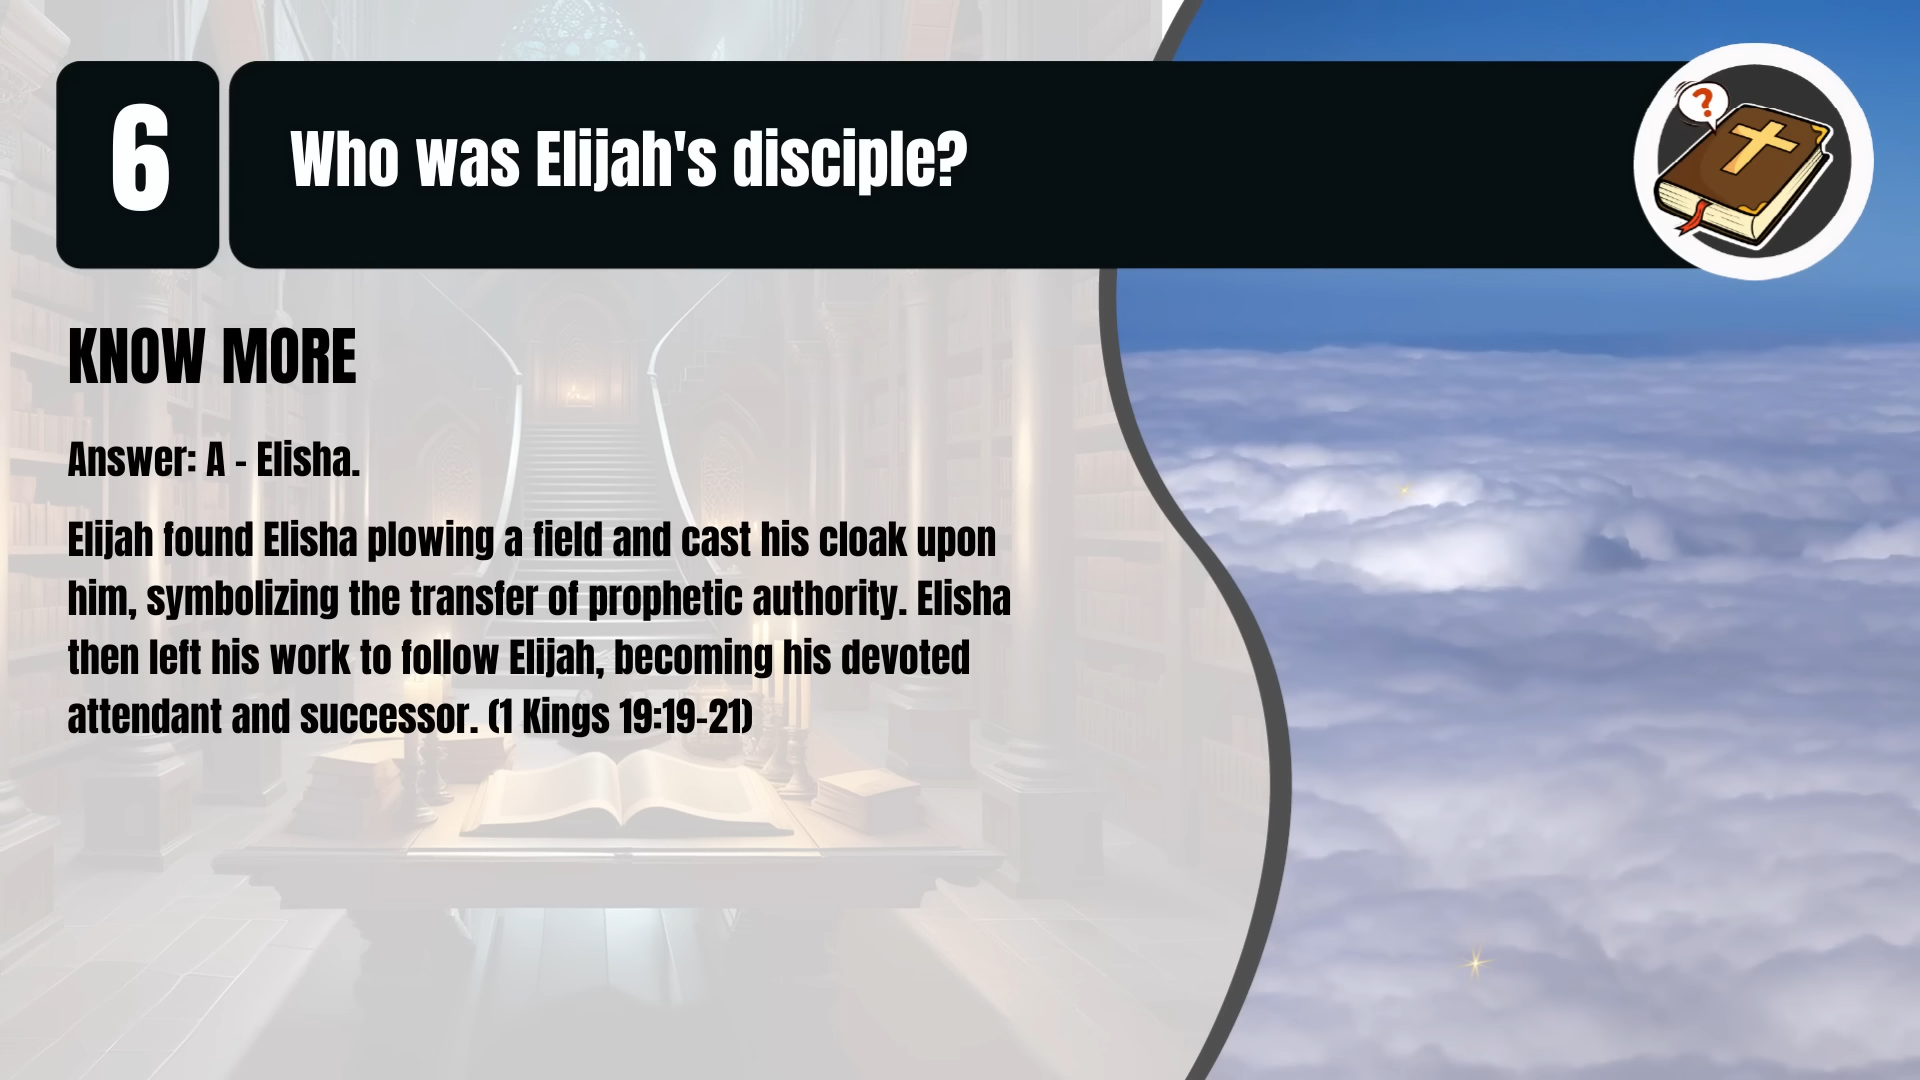 6
Who was Elijah's disciple?
?
KNOW MORE
Answer: A - Elisha.
Elijah found Elisha plowing a field and cast his cloak upon
him, symbolizing the transfer of prophetic authority. Elisha
then left his work to follow Elijah, becoming his devoted
attendant and successor. (1 Kings 19:19-21)